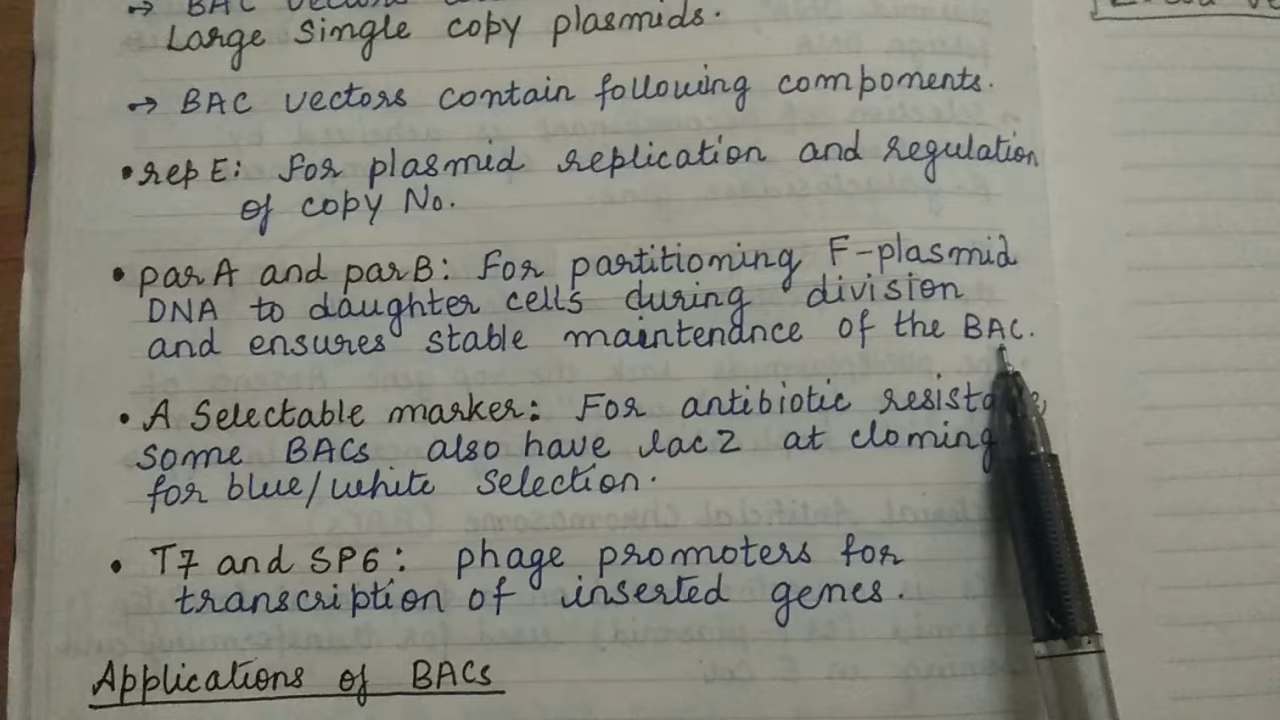 → BAC
Large Single copy plasmids.
→ BAC vectors contain following components.
• rep E: For plasmid replication and regulation
of copy No.
• par A and par B: For partitioning F-plasmid
DNA to daughter cells during division
and ensures stable maintenance of the BAC.
• A Selectable marker: For antibiotic
some BACs also have lac Z at cloming
for blue/white Selection.
• T7 and SP6: phage promoters for
transcription of inserted genes.
Applications of BACs